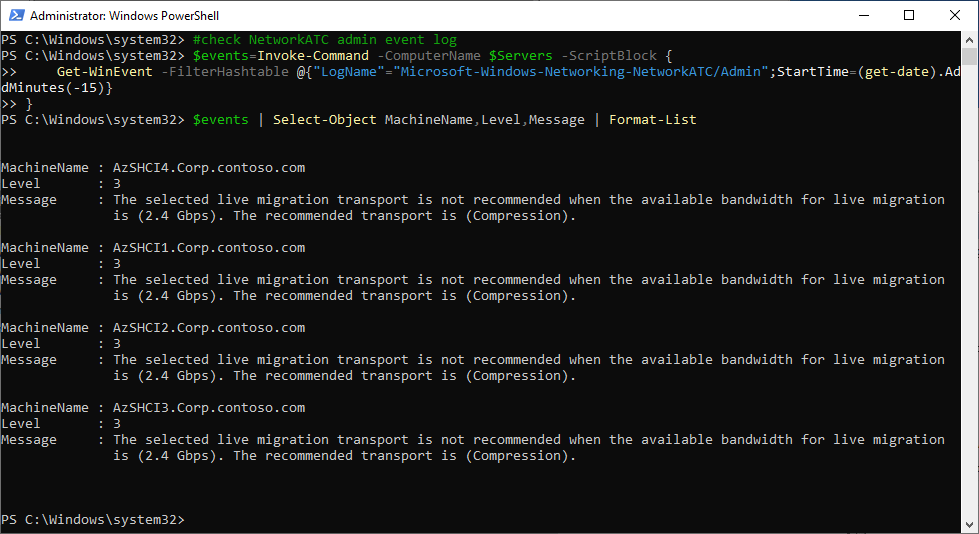 Administrator: Windows PowerShell
PS C:\Windows\system32> #check NetworkATC admin event log
PS C:\Windows\system32> $events=Invoke-Command -ComputerName $Servers -ScriptBlock {
>>     Get-WinEvent -FilterHashtable @{"LogName"="Microsoft-Windows-Networking-NetworkATC/Admin";StartTime=(get-date).Ad
dMinutes(-15)}
>> }
PS C:\Windows\system32> $events | Select-Object MachineName,Level,Message | Format-List
MachineName : AzSHCI4.Corp.contoso.com
Level       : 3
Message     : The selected live migration transport is not recommended when the available bandwidth for live migration
              is (2.4 Gbps). The recommended transport is (Compression).
MachineName : AzSHCI1.Corp.contoso.com
Level       : 3
Message     : The selected live migration transport is not recommended when the available bandwidth for live migration
              is (2.4 Gbps). The recommended transport is (Compression).
MachineName : AzSHCI2.Corp.contoso.com
Level       : 3
Message     : The selected live migration transport is not recommended when the available bandwidth for live migration
              is (2.4 Gbps). The recommended transport is (Compression).
MachineName : AzSHCI3.Corp.contoso.com
Level       : 3
Message     : The selected live migration transport is not recommended when the available bandwidth for live migration
              is (2.4 Gbps). The recommended transport is (Compression).
PS C:\Windows\system32>